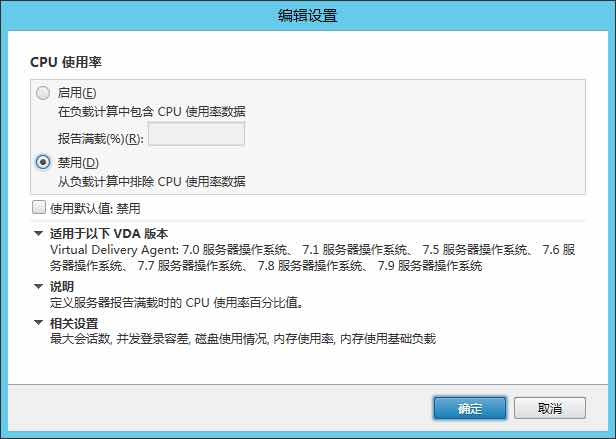 编辑设置
CPU 使用率
启用(E)
在负载计算中包含 CPU 使用率数据
报告满载(%)(R):
禁用(D)
从负载计算中排除 CPU 使用率数据
使用默认值: 禁用
适用于以下 VDA 版本
Virtual Delivery Agent: 7.0 服务器操作系统、 7.1 服务器操作系统、 7.5 服务器操作系统、 7.6 服
务器操作系统、 7.7 服务器操作系统、 7.8 服务器操作系统、 7.9 服务器操作系统
说明
定义服务器报告满载时的 CPU 使用率百分比值。
相关设置
最大会话数, 并发登录容差, 磁盘使用情况, 内存使用率, 内存使用基础负载
确定 取消